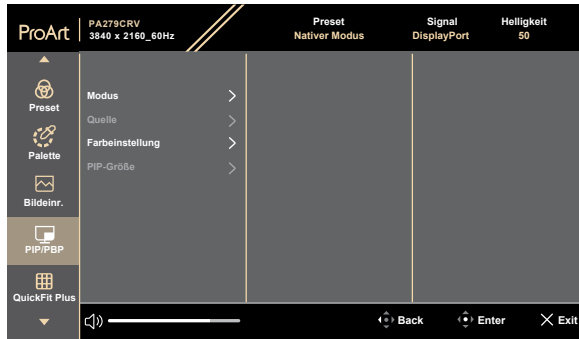 ProArt
PA279CRV
3840 x 2160_60Hz
Preset
Nativer Modus
Signal
DisplayPort
Helligkeit
50
Preset
Palette
Bildeinr.
PIP/PBP
QuickFit Plus
Modus
Quelle
Farbeinstellung
PIP-Größe
Back
Enter
Exit